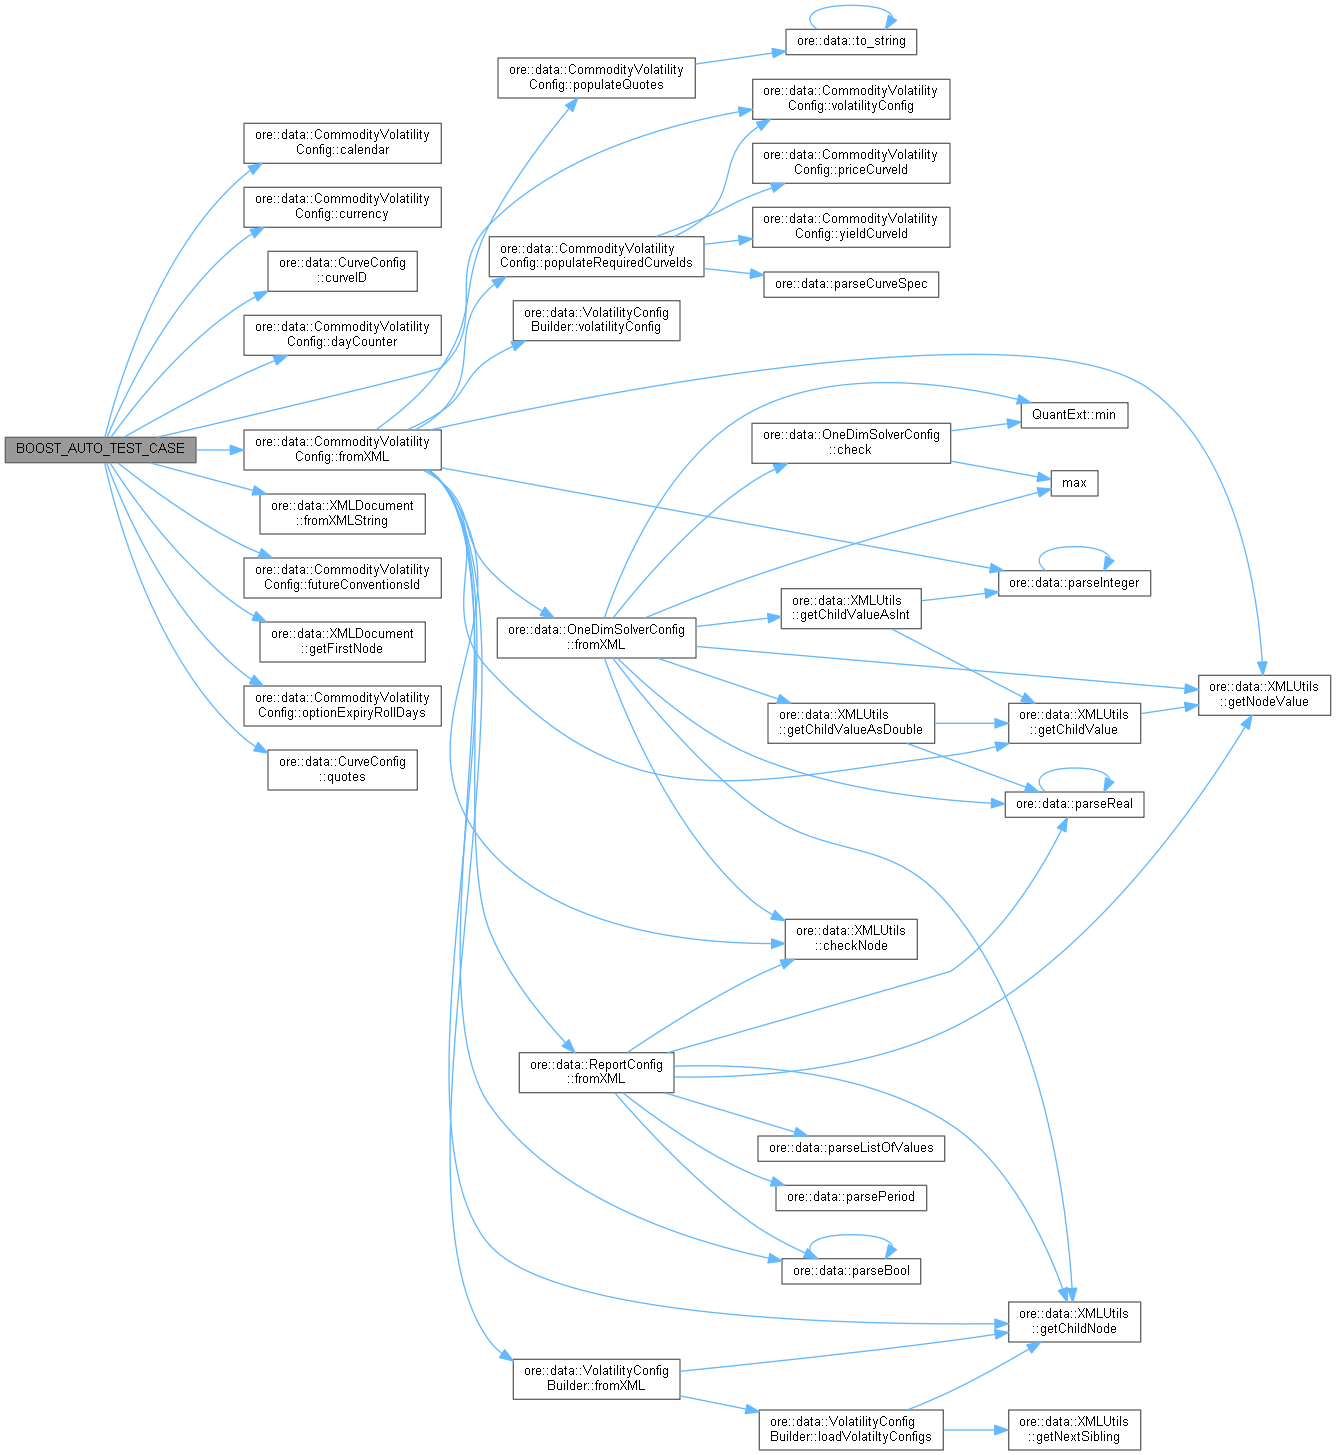 BOOST_AUTO_TEST_CASE
ore::data::CommodityVolatility
Config::calendar
ore::data::CommodityVolatility
Config::currency
ore::data::CurveConfig
::curveID
ore::data::CommodityVolatility
Config::dayCounter
ore::data::CommodityVolatility
Config::fromXML
ore::data::XMLDocument
::fromXMLString
ore::data::CommodityVolatility
Config::futureConventionsId
ore::data::XMLDocument
::getFirstNode
ore::data::CommodityVolatility
Config::optionExpiryRollDays
ore::data::CurveConfig
::quotes
ore::data::CommodityVolatility
Config::populateQuotes
ore::data::CommodityVolatility
Config::populateRequiredCurveIds
ore::data::VolatilityConfig
Builder::volatilityConfig
ore::data::OneDimSolverConfig
::fromXML
ore::data::ReportConfig
::fromXML
ore::data::VolatilityConfig
Builder::fromXML
ore::data::to_string
ore::data::CommodityVolatility
Config::volatilityConfig
ore::data::CommodityVolatility
Config::priceCurveId
ore::data::CommodityVolatility
Config::yieldCurveId
ore::data::parseCurveSpec
ore::data::OneDimSolverConfig
::check
ore::data::XMLUtils
::getChildValueAsInt
ore::data::XMLUtils
::getChildValueAsDouble
ore::data::XMLUtils
::checkNode
ore::data::parseListOfValues
ore::data::parsePeriod
ore::data::parseBool
ore::data::VolatilityConfig
Builder::loadVolatiltyConfigs
QuantExt::min
max
ore::data::parseInteger
ore::data::XMLUtils
::getChildValue
ore::data::parseReal
ore::data::XMLUtils
::getChildNode
ore::data::XMLUtils
::getNextSibling
ore::data::XMLUtils
::getNodeValue